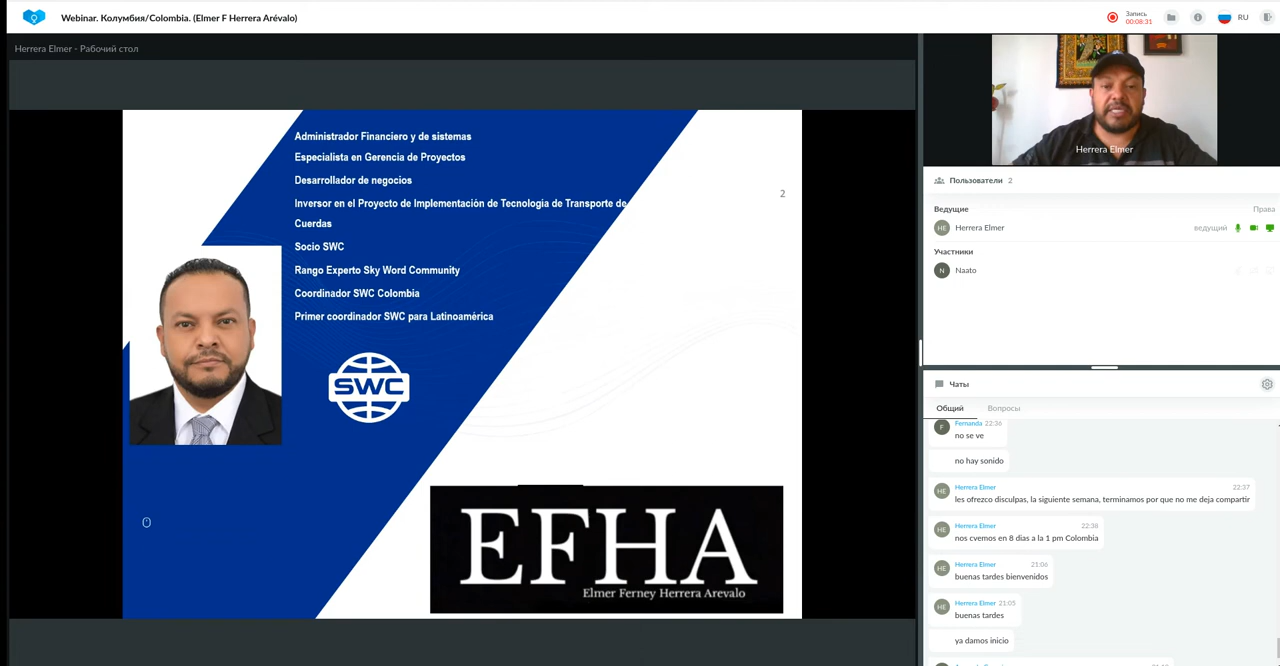 Webinar. Колумбия/Colombia. (Elmer F Herrera Arévalo)
Запись
00:08:31
RU
Herrera Elmer - Рабочий стол
Administrador Financiero y de sistemas
Especialista en Gerencia de Proyectos
Desarrollador de negocios
Inversor en el Proyecto de Implementación de Tecnologia de Transporte de
Cuerdas
Socio SWC
Rango Experto Sky Word Community
Coordinador SWC Colombia
Primer coordinador SWC para Latinoamérica
2
SWC
EFHA
Elmer Ferney Herrera Arevalo
Herrera Elmer
Пользователи 2
Ведущие
Права
HE
Herrera Elmer
ведущий
Участники
N
Naato
Чаты
Общий
Вопросы
F
Fernanda 22:36
no se ve
no hay sonido
HE
Herrera Elmer
22:37
les ofrezco disculpas, la siguiente semana, terminamos por que no me deja compartir
HE
Herrera Elmer
22:38
nos cvemos en 8 dias a la 1 pm Colombia
HE
Herrera Elmer
21:06
buenas tardes bienvenidos
HE
Herrera Elmer 21:05
buenas tardes
ya damos inicio